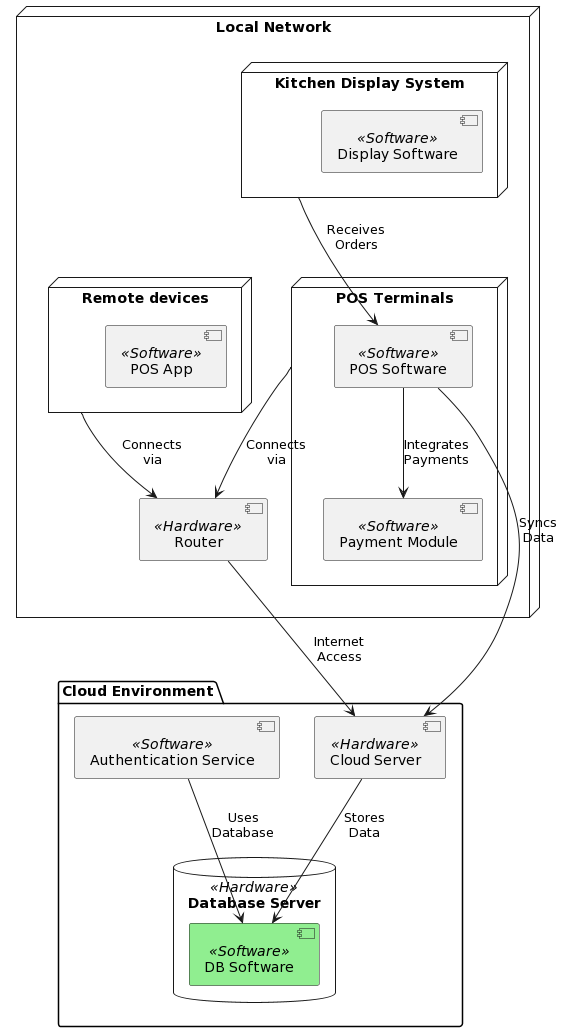 Local Network
Kitchen Display System
«Software»
Display Software
Receives
Orders
Remote devices
«Software»
POS App
POS Terminals
«Software»
POS Software
Connects
via
Connects
via
Integrates
Payments
Syncs
Data
«Hardware»
Router
«Software»
Payment Module
Internet
Access
Cloud Environment
«Software»
Authentication Service
«Hardware»
Cloud Server
Uses
Database
Stores
Data
«Hardware»
Database Server
«Software»
DB Software